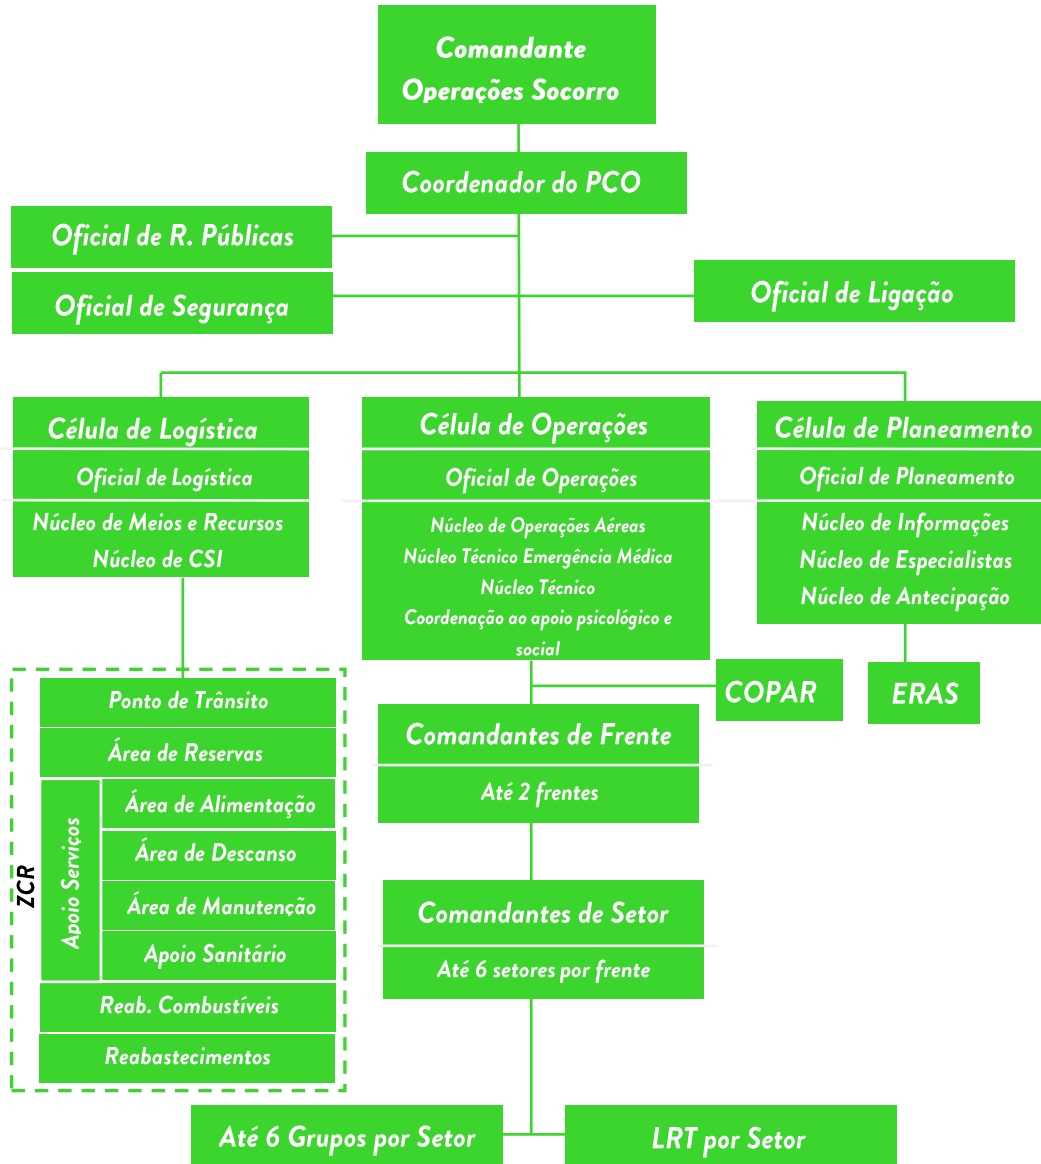 Comandante
Operações Socorro
Coordenador do PCO
Oficial de R. Públicas
Oficial de Segurança
Oficial de Ligação
Célula de Logística
Oficial de Logística
Núcleo de Meios e Recursos
Núcleo de CSI
Célula de Operações
Oficial de Operações
Núcleo de Operações Aéreas
Núcleo Técnico Emergência Médica
Núcleo Técnico
Coordenação ao apoio psicológico e
social
Célula de Planeamento
Oficial de Planeamento
Núcleo de Informações
Núcleo de Especialistas
Núcleo de Antecipação
COPAR
ERAS
ZCR
Ponto de Trânsito
Área de Reservas
Apoio Serviços
Área de Alimentação
Área de Descanso
Área de Manutenção
Apoio Sanitário
Reab. Combustíveis
Reabastecimentos
Comandantes de Frente
Até 2 frentes
Comandantes de Setor
Até 6 setores por frente
Até 6 Grupos por Setor
LRT por Setor